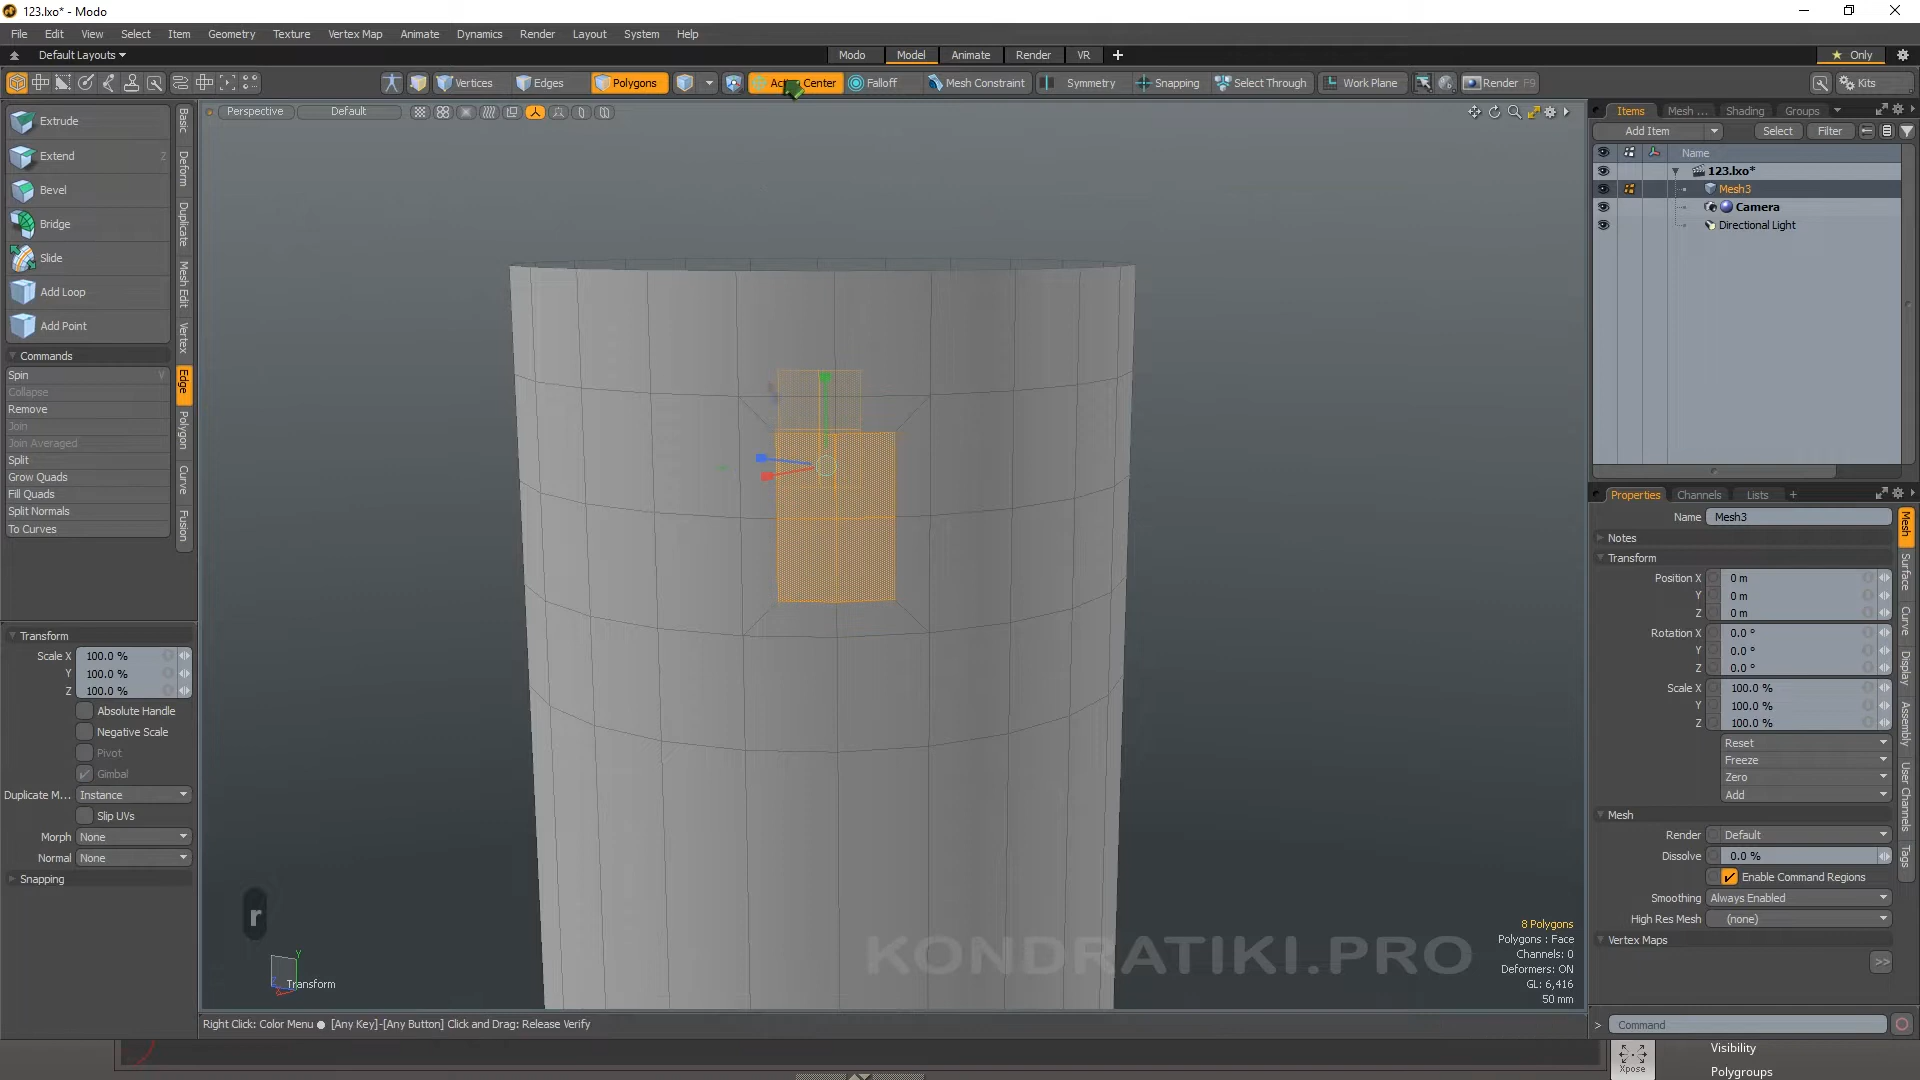 123.lxo* - Modo
File Edit View Select Item Geometry Texture Vertex Map Animate Dynamics Render Layout System Help
Default Layouts Modo Model Animate Render VR + Only
Vertices Edges Polygons Falloff Mesh Constraint Symmetry Snapping Select Through Work Plane Render F9 Kits
Extrude
Extend Z
Bevel
Bridge
Slide
Add Loop
Add Point
Commands
Spin V
Collapse
Remove
Join
Join Averaged
Split
Grow Quads
Fill Quads
Split Normals
To Curves
Basic
Deform
Duplicate
Mesh Edit
Vertex
Edge
Polygon
Curve
Fusion
Transform
Scale X 100.0 %
Y 100.0 %
Z 100.0 %
Absolute Handle
Negative Scale
Pivot
Gimbal
Duplicate M... Instance
Slip UVs
Morph None
Normal None
Snapping
Perspective Default
r
Y
Transform
KONDRATIKI.PRO
8 Polygons
Polygons : Face
Channels: 0
Deformers: ON
GL: 6,416
50 mm
Right Click: Color Menu ● [Any Key]-[Any Button] Click and Drag: Release Verify
Items Mesh ... Shading Groups
Add Item Select Filter
Name
123.lxo*
Mesh3
Camera
Directional Light
Properties Channels Lists +
Name Mesh3
Notes
Transform
Position X 0 m
Y 0 m
Z 0 m
Rotation X 0.0 °
Y 0.0 °
Z 0.0 °
Scale X 100.0 %
Y 100.0 %
Z 100.0 %
Reset
Freeze
Zero
Add
Mesh
Render Default
Dissolve 0.0 %
Enable Command Regions
Smoothing Always Enabled
High Res Mesh (none)
Vertex Maps
>>
Mesh
Surface
Curve
Display
Assembly
User Channels
Tags
> Command
Xpose
Visibility
Polygroups